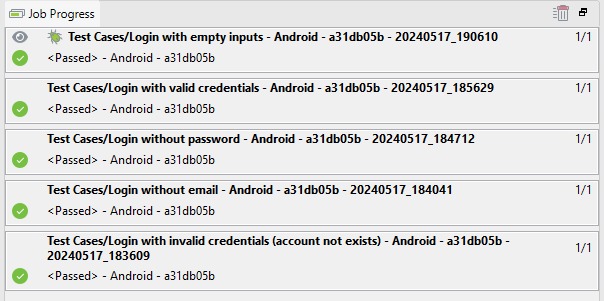 Job Progress
Test Cases/Login with empty inputs - Android - a31db05b - 20240517_190610 1/1
<Passed> - Android - a31db05b
Test Cases/Login with valid credentials - Android - a31db05b - 20240517_185629 1/1
<Passed> - Android - a31db05b
Test Cases/Login without password - Android - a31db05b - 20240517_184712 1/1
<Passed> - Android - a31db05b
Test Cases/Login without email - Android - a31db05b - 20240517_184041 1/1
<Passed> - Android - a31db05b
Test Cases/Login with invalid credentials (account not exists) - Android - a31db05b - 1/1
20240517_183609
<Passed> - Android - a31db05b